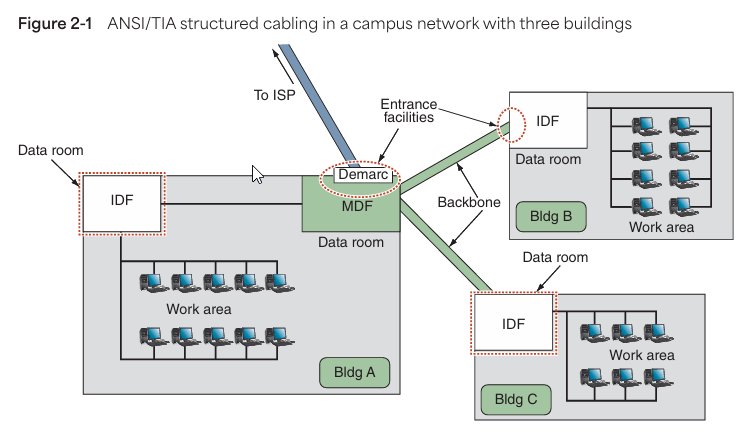 Figure 2-1 ANSI/TIA structured cabling in a campus network with three buildings
To ISP
Entrance
facilities
Data room
IDF
Demarc
MDF
Data room
Backbone
IDF
Data room
Bldg B
Work area
Work area
Bldg A
Data room
IDF
Work area
Bldg C